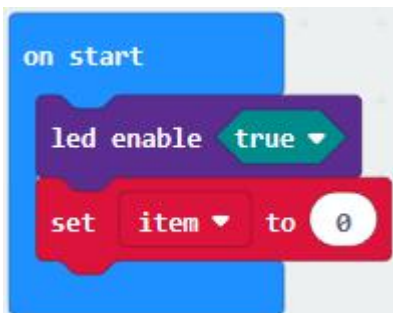 on start
led enable true
set item to 0